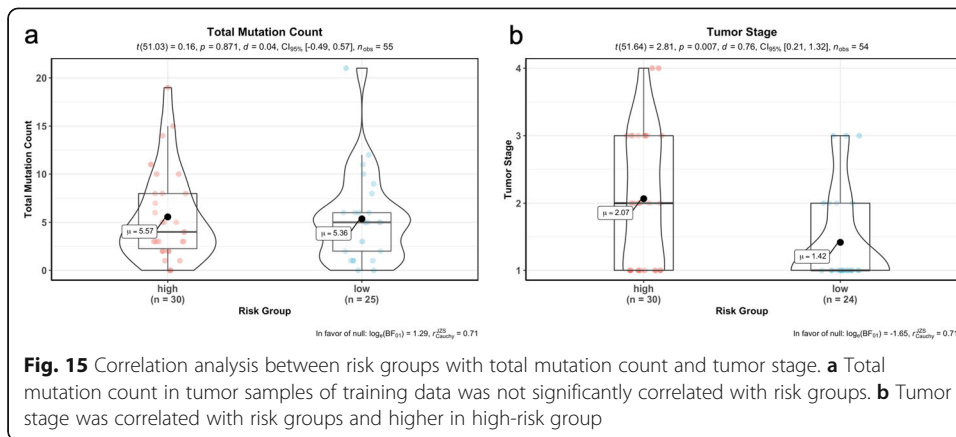 a
Total Mutation Count
t(51.03) = 0.16, p = 0.871, d = 0.04, CI95% [-0.49, 0.57], nobs = 55
20
15
10
5
0
Total Mutation Count
μ = 5.57
μ = 5.36
high
(n = 30)
low
(n = 25)
Risk Group
In favor of null: loge(BF01) = 1.29, rJZSCauchy = 0.71
b
Tumor Stage
t(51.64) = 2.81, p = 0.007, d = 0.76, CI95% [0.21, 1.32], nobs = 54
4
3
2
1
Tumor Stage
μ = 2.07
μ = 1.42
high
(n = 30)
low
(n = 24)
Risk Group
In favor of null: loge(BF01) = -1.65, rJZSCauchy = 0.71
Fig. 15 Correlation analysis between risk groups with total mutation count and tumor stage. a Total
mutation count in tumor samples of training data was not significantly correlated with risk groups. b Tumor
stage was correlated with risk groups and higher in high-risk group